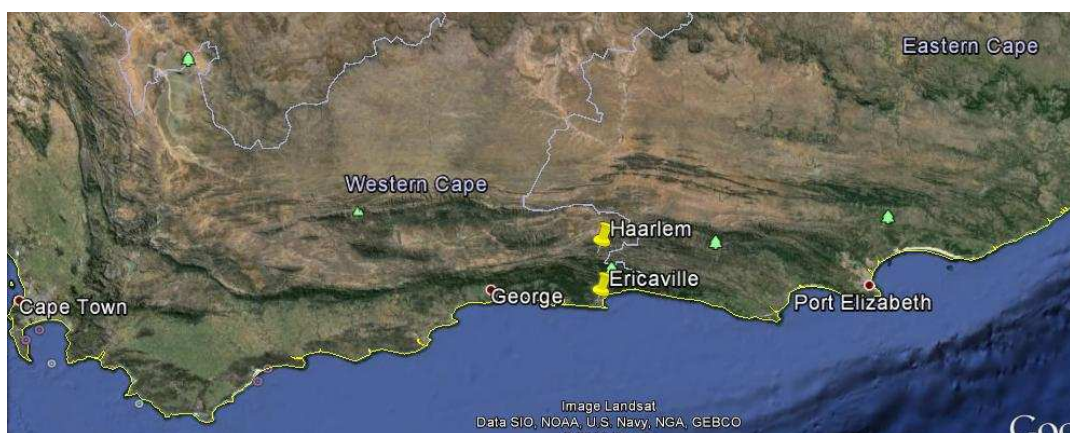 Eastern Cape
Western Cape
Haarlem
Ericaville
George
Cape Town
Port Elizabeth
Image Landsat
Data SIO, NOAA, U.S. Navy, NGA, GEBCO